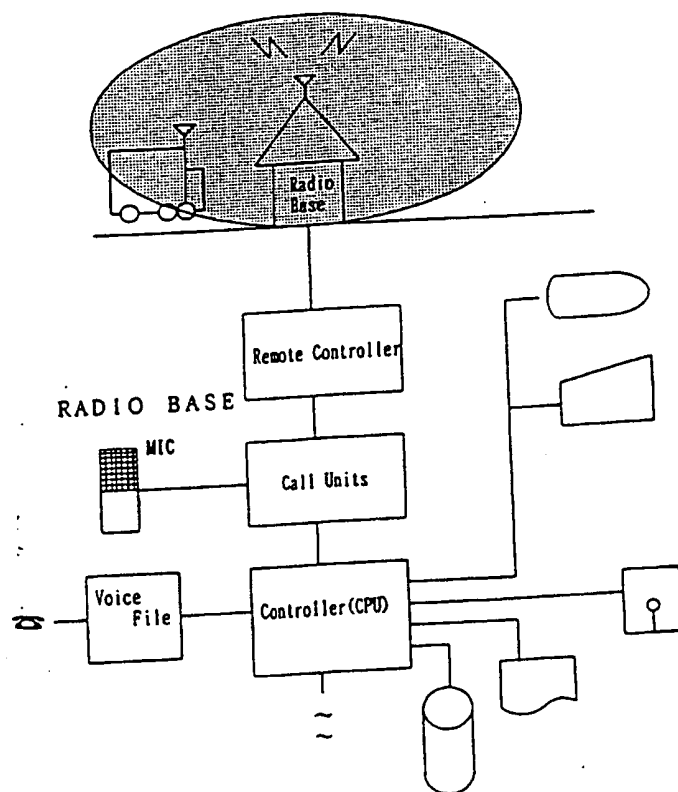 Radio
Base
Remote Controller
RADIO BASE
MIC
Call Units
Voice
File
Controller(CPU)